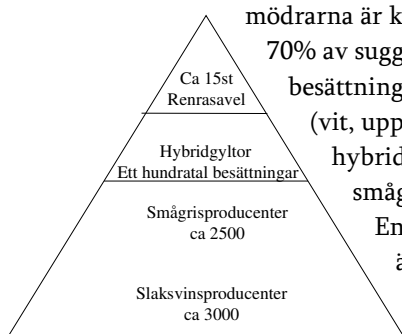 Ca 15st
Renrasavel
Hybridgyltor
Ett hundratal besättningar
Smågrisproducenter
ca 2500
Slaksvinsproducenter
ca 3000
mödrarna är k
70% av sugg
besättning
(vit, upp
hybrid
småg
En
ä